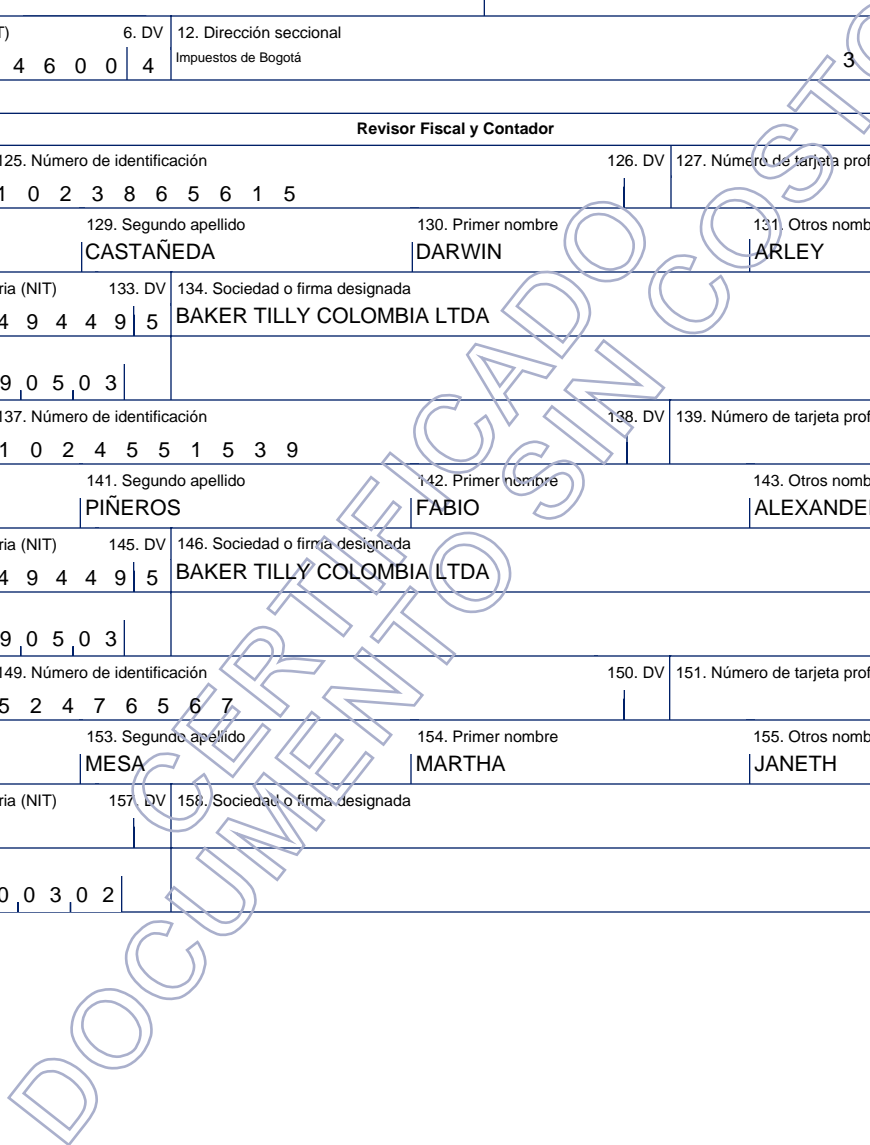 T) 6. DV 12. Dirección seccional
4 6 0 0 4 Impuestos de Bogotá 3
Revisor Fiscal y Contador
125. Número de identificación 126. DV 127. Número de tarjeta prof
1 0 2 3 8 6 5 6 1 5
129. Segundo apellido 130. Primer nombre 131. Otros nomb
CASTAÑEDA DARWIN ARLEY
ria (NIT) 133. DV 134. Sociedad o firma designada
4 9 4 4 9 5 BAKER TILLY COLOMBIA LTDA
9 0 5 0 3
137. Número de identificación 138. DV 139. Número de tarjeta prof
1 0 2 4 5 5 1 5 3 9
141. Segundo apellido 142. Primer nombre 143. Otros nomb
PIÑEROS FABIO ALEXANDE
ria (NIT) 145. DV 146. Sociedad o firma designada
4 9 4 4 9 5 BAKER TILLY COLOMBIA LTDA
9 0 5 0 3
149. Número de identificación 150. DV 151. Número de tarjeta prof
5 2 4 7 6 5 6 7
153. Segundo apellido 154. Primer nombre 155. Otros nomb
MESA MARTHA JANETH
ria (NIT) 157. DV 158. Sociedad o firma designada
0 0 3 0 2
CERTIFICADO
DOCUMENTO SIN COSTO